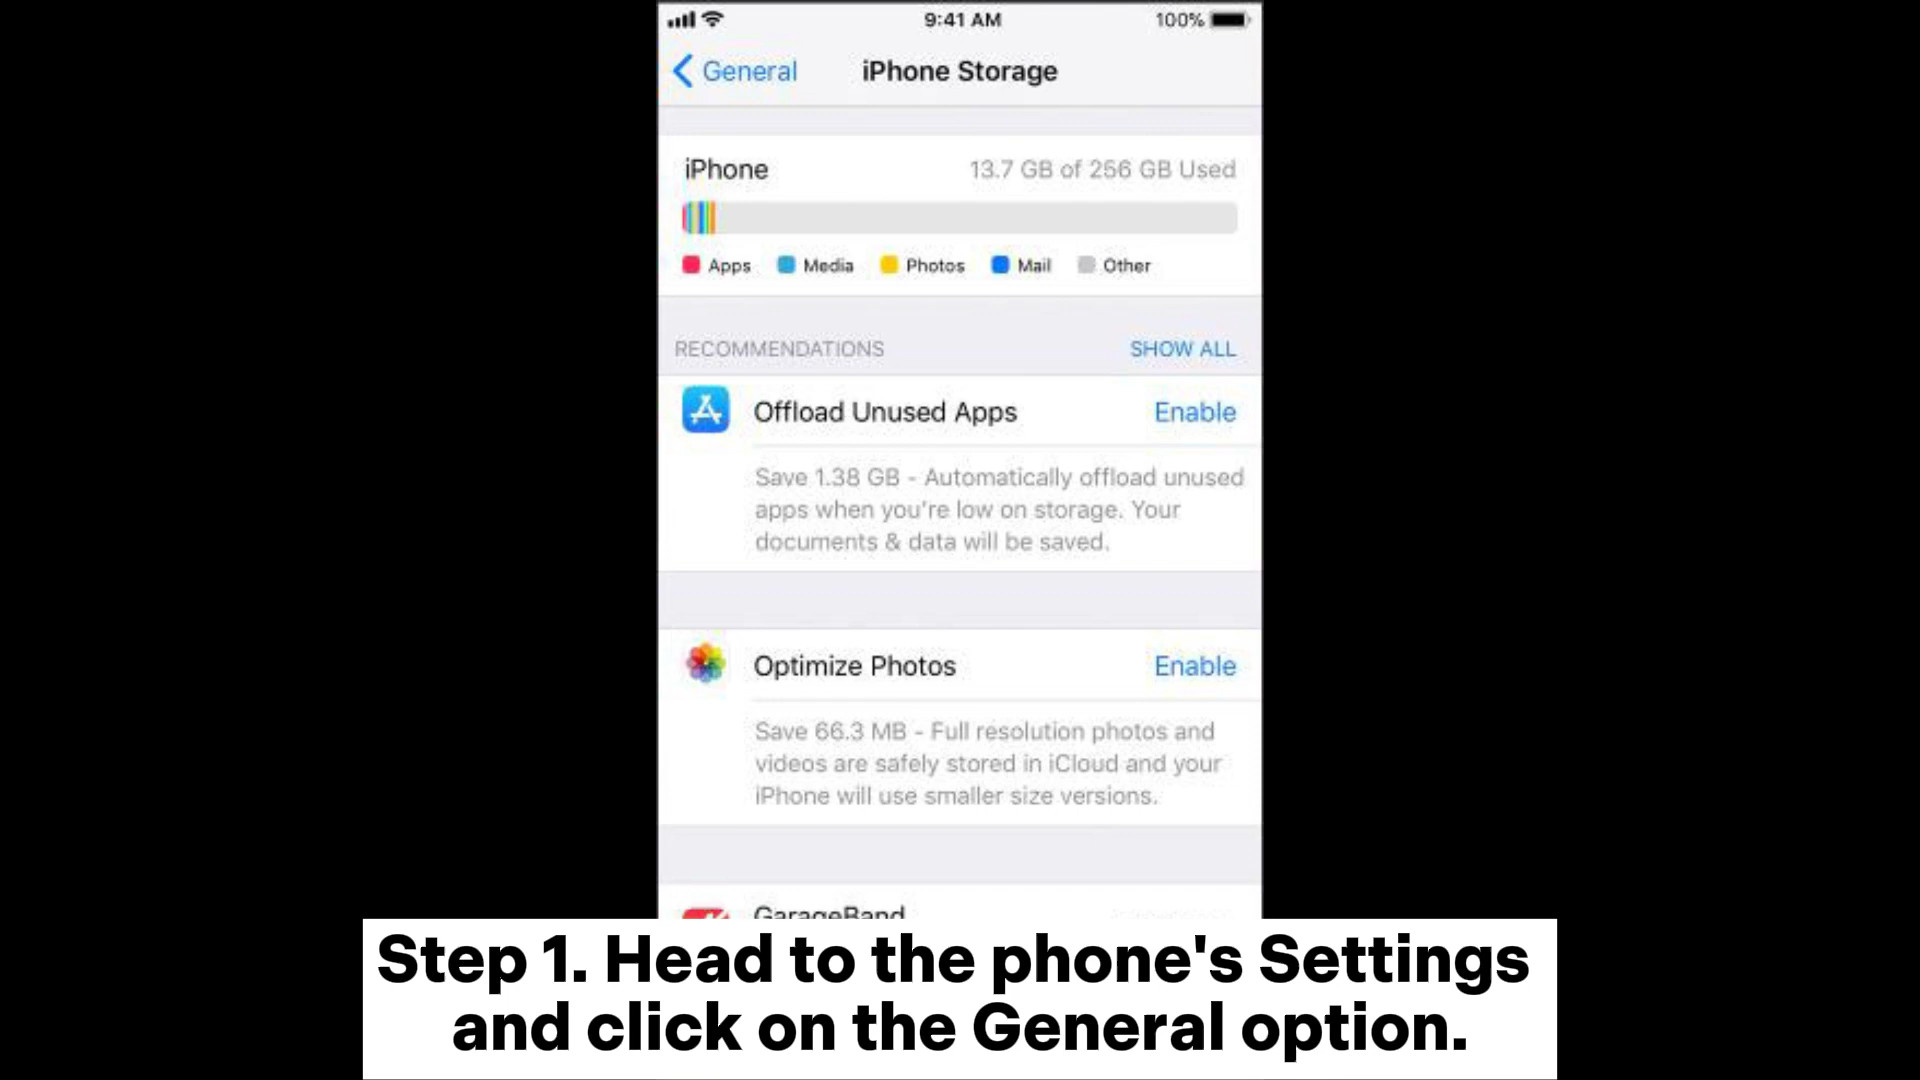 9:41 AM
100%
General
iPhone Storage
iPhone
13.7 GB of 256 GB Used
Apps
Media
Photos
Mail
Other
RECOMMENDATIONS
SHOW ALL
Offload Unused Apps
Enable
Save 1.38 GB - Automatically offload unused
apps when you're low on storage. Your
documents & data will be saved.
Optimize Photos
Enable
Save 66.3 MB - Full resolution photos and
videos are safely stored in iCloud and your
iPhone will use smaller size versions.
GarageBand
Step 1. Head to the phone's Settings
and click on the General option.